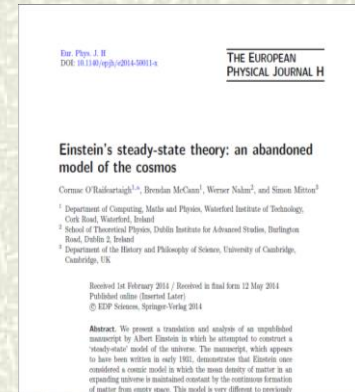 Eur. Phys. J. H
DOI: 10.1140/epjh/e2014-50011-x
THE EUROPEAN
PHYSICAL JOURNAL H
Einstein's steady-state theory: an abandoned
model of the cosmos
Cormac O'Raifeartaigh1,a, Brendan McCann1, Werner Nahm2, and Simon Mitton3
1 Department of Computing, Maths and Physics, Waterford Institute of Technology,
Cork Road, Waterford, Ireland
2 School of Theoretical Physics, Dublin Institute for Advanced Studies, Burlington
Road, Dublin 2, Ireland
3 Department of the History and Philosophy of Science, University of Cambridge,
Cambridge, UK
Received 1st February 2014 / Received in final form 12 May 2014
Published online (Inserted Later)
© EDP Sciences, Springer-Verlag 2014
Abstract. We present a translation and analysis of an unpublished
manuscript by Albert Einstein in which he attempted to construct a
'steady-state' model of the universe. The manuscript, which appears
to have been written in early 1931, demonstrates that Einstein once
considered a cosmic model in which the mean density of matter in an
expanding universe is maintained constant by the continuous formation
of matter from empty space. This model is very different to previously